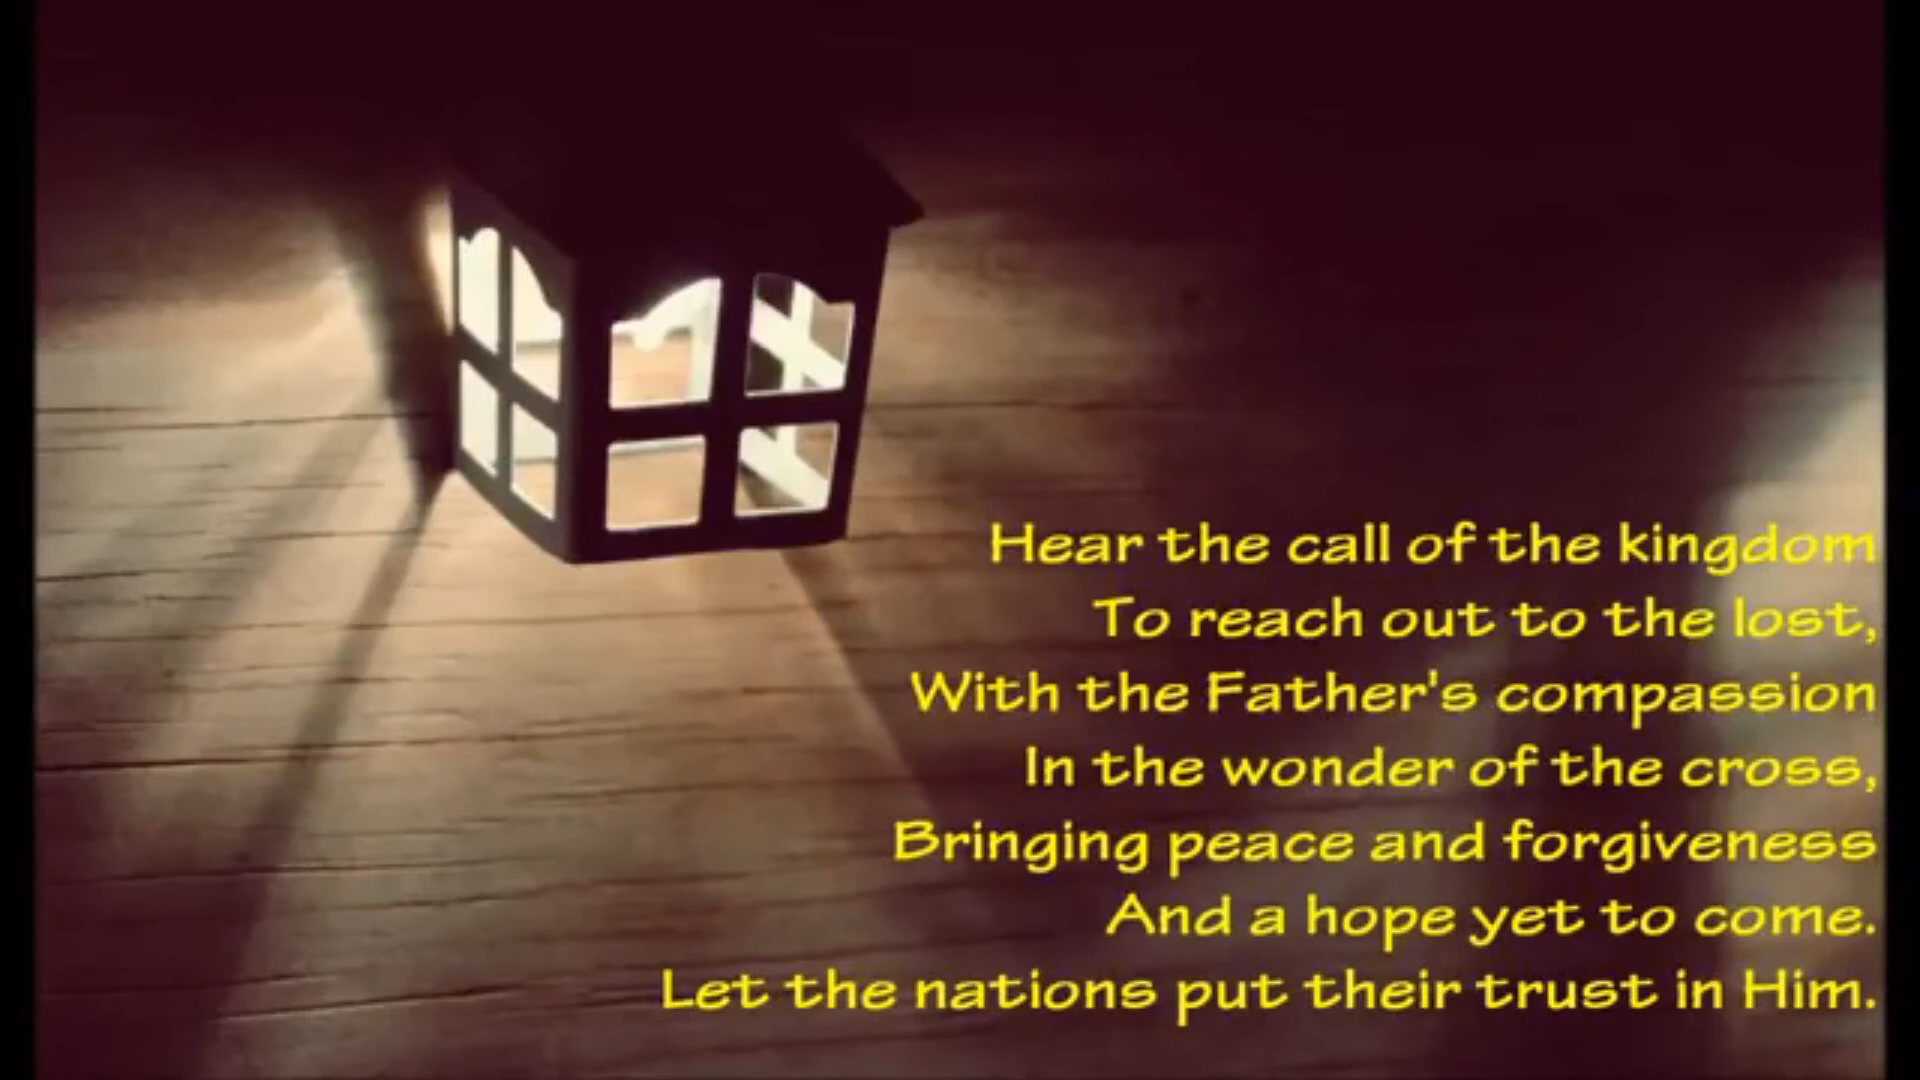 Hear the call of the kingdom
To reach out to the lost,
With the Father's compassion
In the wonder of the cross,
Bringing peace and forgiveness
And a hope yet to come.
Let the nations put their trust in Him.